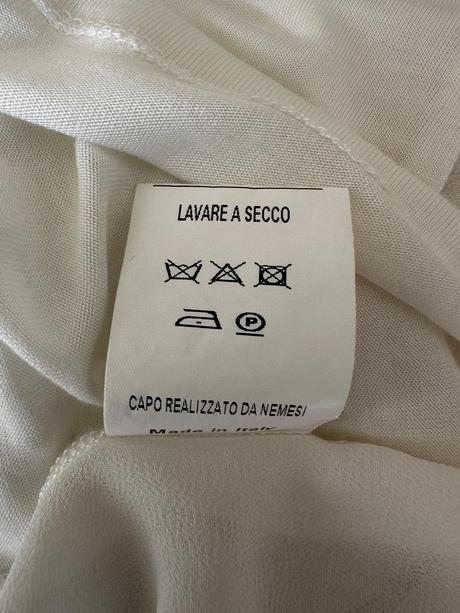 LAVARE A SECCO
P
CAPO REALIZZATO DA NEMESI
Made in Italy